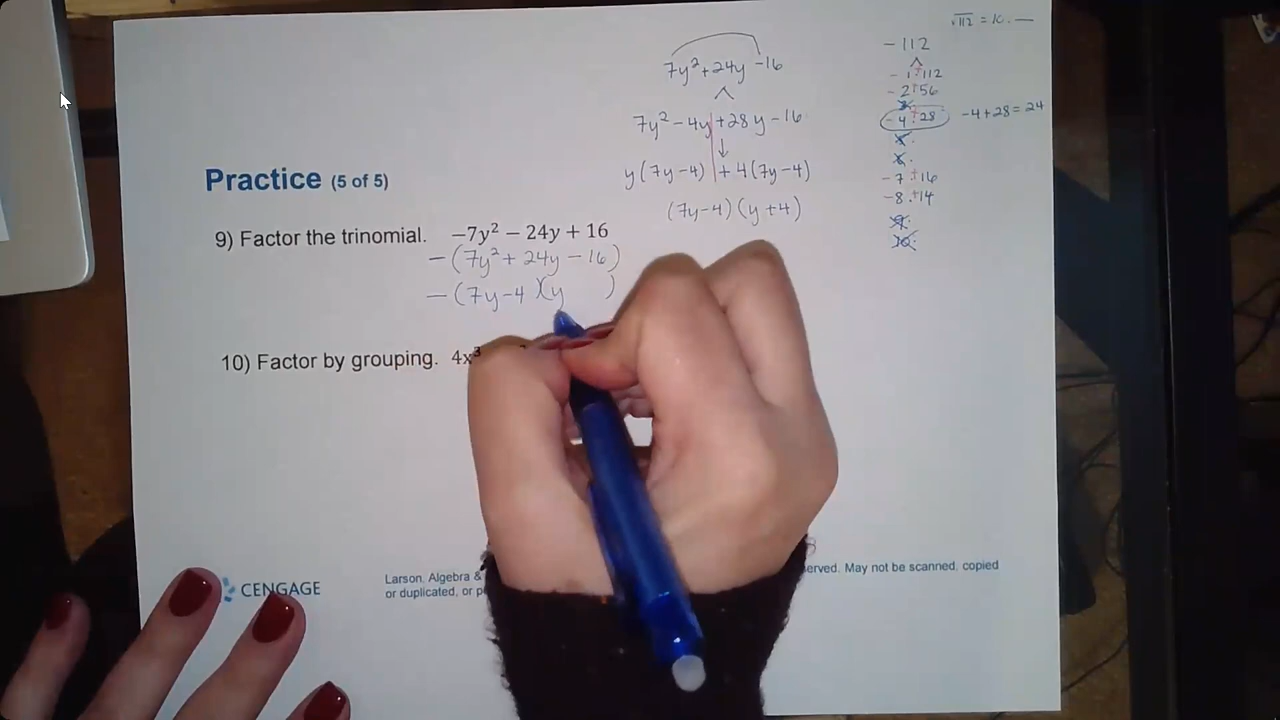 √112 = 10. —
-112
-1·+112
-2·+56
-4·+28 -4+28=24
-7·+16
-8·+14
7y²+24y-16
7y²-4y+28y-16
y(7y-4)+4(7y-4)
(7y-4)(y+4)
Practice (5 of 5)
9) Factor the trinomial. −7y² − 24y + 16
-(7y²+24y-16)
-(7y-4)(y )
10) Factor by grouping. 4x³
CENGAGE
Larson, Algebra &
erved. May not be scanned, copied
or duplicated, or